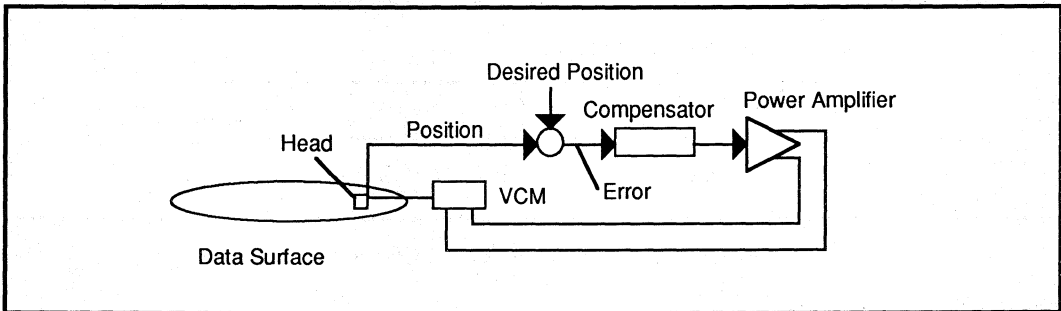 Desired Position
Compensator
Power Amplifier
Position
Head
Error
VCM
Data Surface